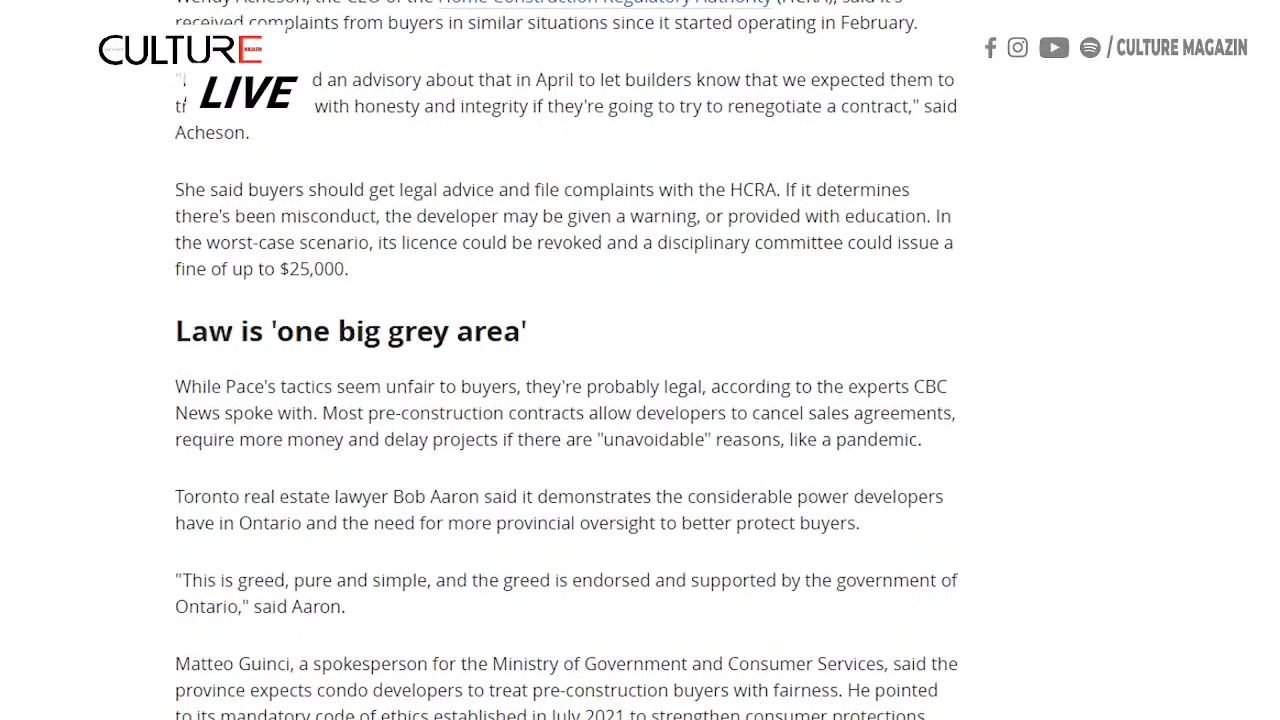 Wendy Acheson, the CEO of the Home Construction Regulatory Authority (HCRA), said it's
received complaints from buyers in similar situations since it started operating in February.
CULTURE
MAGAZIN
LIVE
/ CULTURE MAGAZIN
d an advisory about that in April to let builders know that we expected them to
with honesty and integrity if they're going to try to renegotiate a contract," said
Acheson.
She said buyers should get legal advice and file complaints with the HCRA. If it determines
there's been misconduct, the developer may be given a warning, or provided with education. In
the worst-case scenario, its licence could be revoked and a disciplinary committee could issue a
fine of up to $25,000.
Law is 'one big grey area'
While Pace's tactics seem unfair to buyers, they're probably legal, according to the experts CBC
News spoke with. Most pre-construction contracts allow developers to cancel sales agreements,
require more money and delay projects if there are "unavoidable" reasons, like a pandemic.
Toronto real estate lawyer Bob Aaron said it demonstrates the considerable power developers
have in Ontario and the need for more provincial oversight to better protect buyers.
"This is greed, pure and simple, and the greed is endorsed and supported by the government of
Ontario," said Aaron.
Matteo Guinci, a spokesperson for the Ministry of Government and Consumer Services, said the
province expects condo developers to treat pre-construction buyers with fairness. He pointed
to its mandatory code of ethics established in July 2021 to strengthen consumer protections